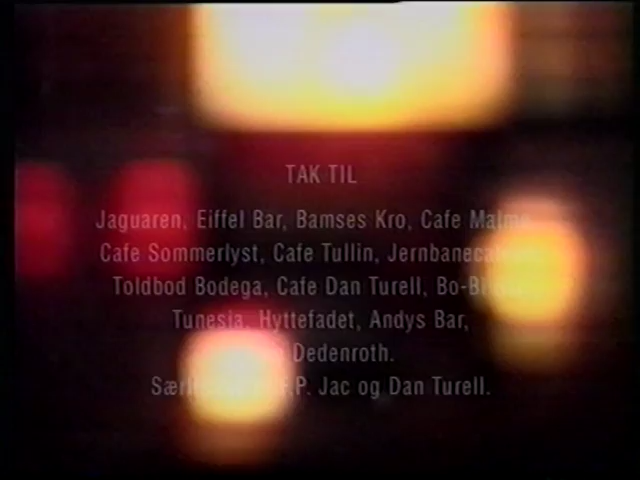 TAK TIL
Jaguaren, Eiffel Bar, Bamses Kro, Cafe Malmø,
Cafe Sommerlyst, Cafe Tullin,
Toldbod Bodega, Cafe Dan Turell,
Tunesia, Hyttefadet, Andys Bar,
Dedenroth.
F.P. Jac og Dan Turell.